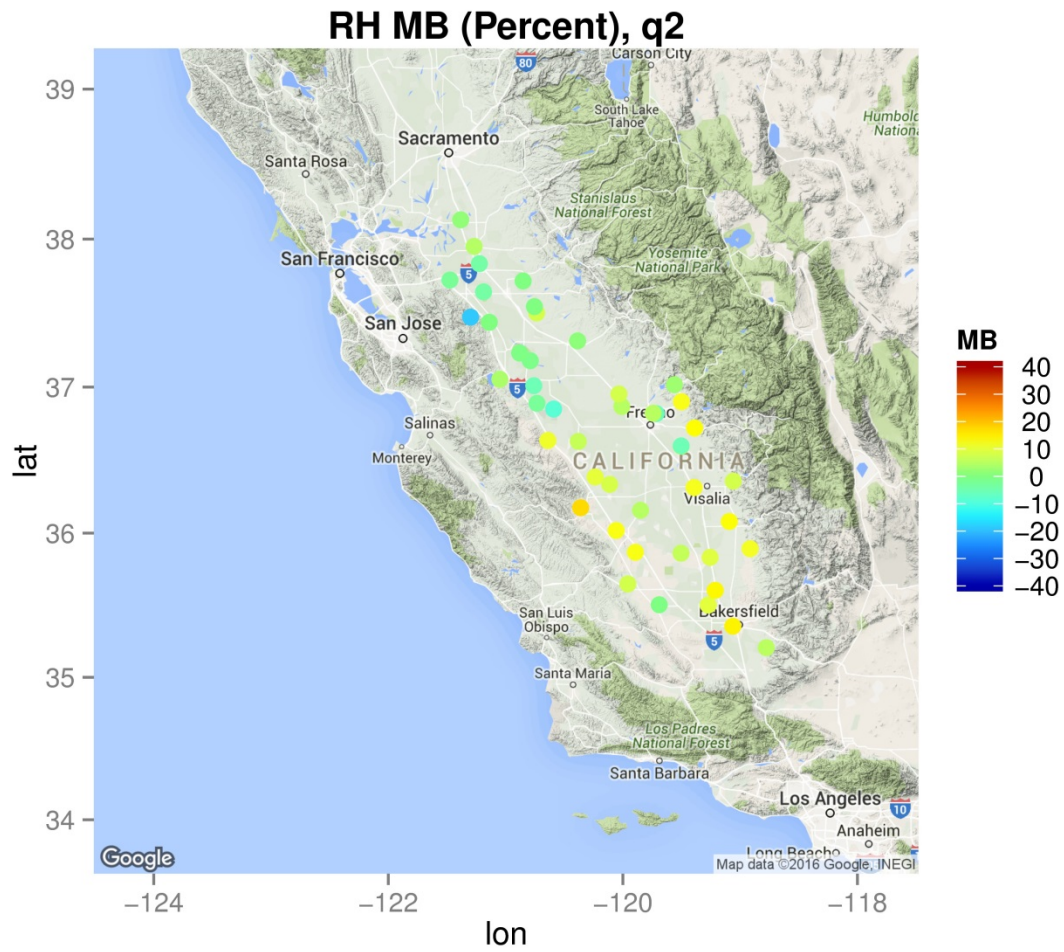 RH MB (Percent), q2
39
38
37
36
35
34
lat
−124
−122
−120
−118
lon
80
Carson City
South Lake
Tahoe
Sacramento
Santa Rosa
Stanislaus
National Forest
Yosemite
National Park
San Francisco
5
San Jose
5
Salinas
Monterey
CALIFORNIA
Visalia
San Luis
Obispo
Bakersfield
5
Santa Maria
Los Padres
National Forest
Santa Barbara
Los Angeles
10
Anaheim
Long Beach
Google
Map data ©2016 Google, INEGI
MB
40
30
20
10
0
−10
−20
−30
−40